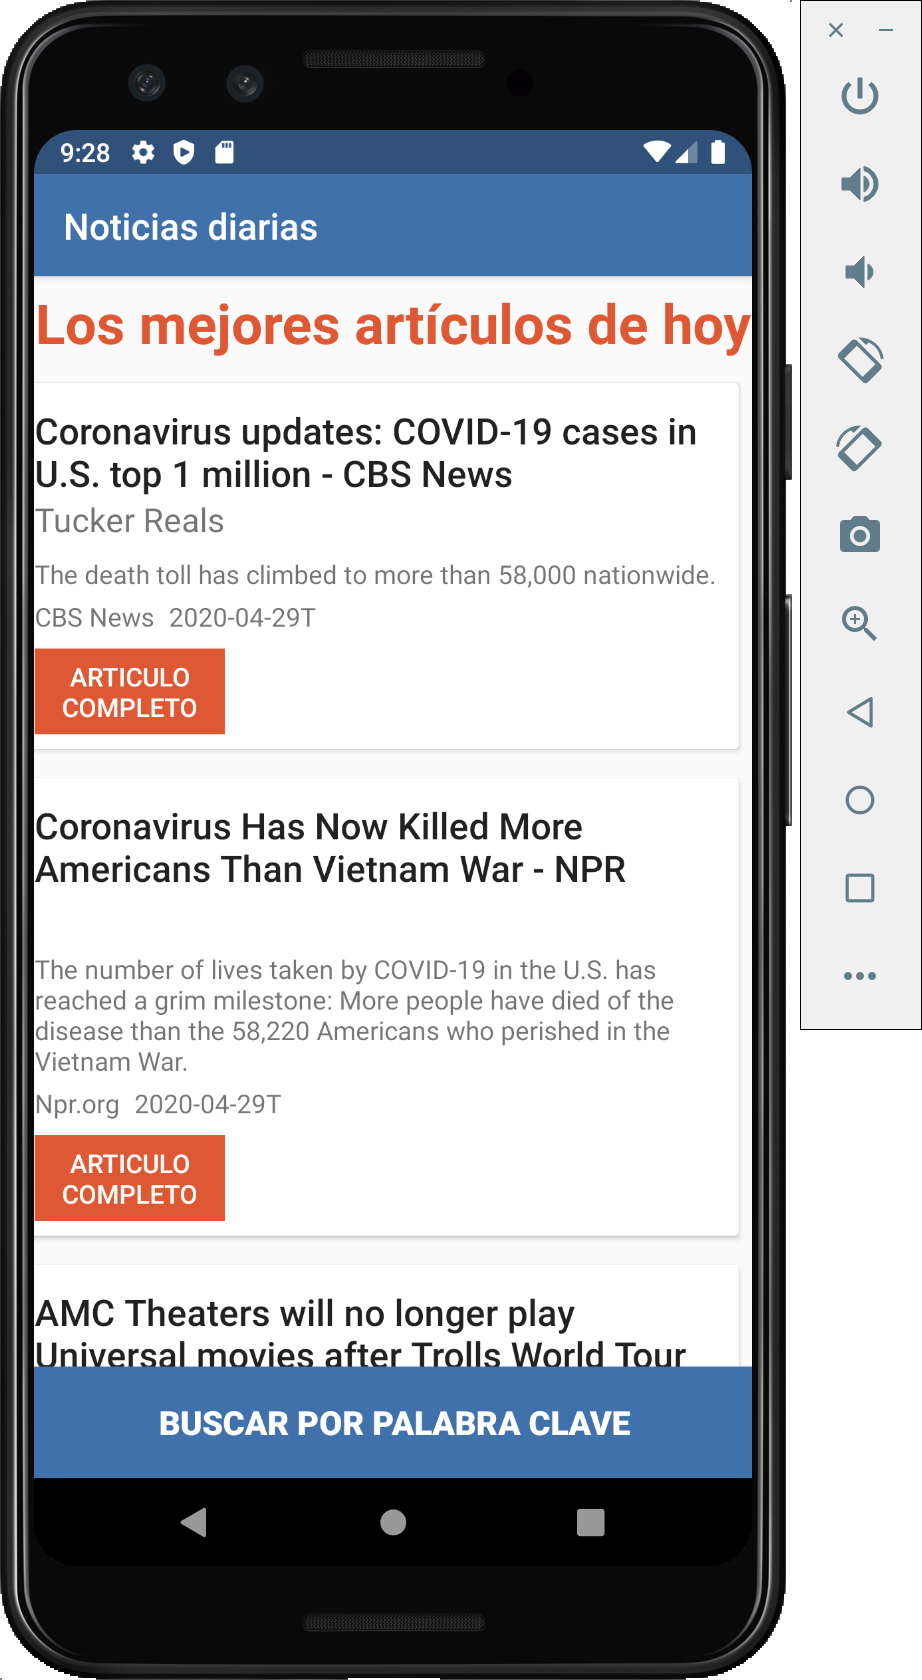 9:28
Noticias diarias
Los mejores artículos de hoy
Coronavirus updates: COVID-19 cases in
U.S. top 1 million - CBS News
Tucker Reals
The death toll has climbed to more than 58,000 nationwide.
CBS News 2020-04-29T
ARTICULO
COMPLETO
Coronavirus Has Now Killed More
Americans Than Vietnam War - NPR
The number of lives taken by COVID-19 in the U.S. has
reached a grim milestone: More people have died of the
disease than the 58,220 Americans who perished in the
Vietnam War.
Npr.org 2020-04-29T
ARTICULO
COMPLETO
AMC Theaters will no longer play
Universal movies after Trolls World Tour
BUSCAR POR PALABRA CLAVE